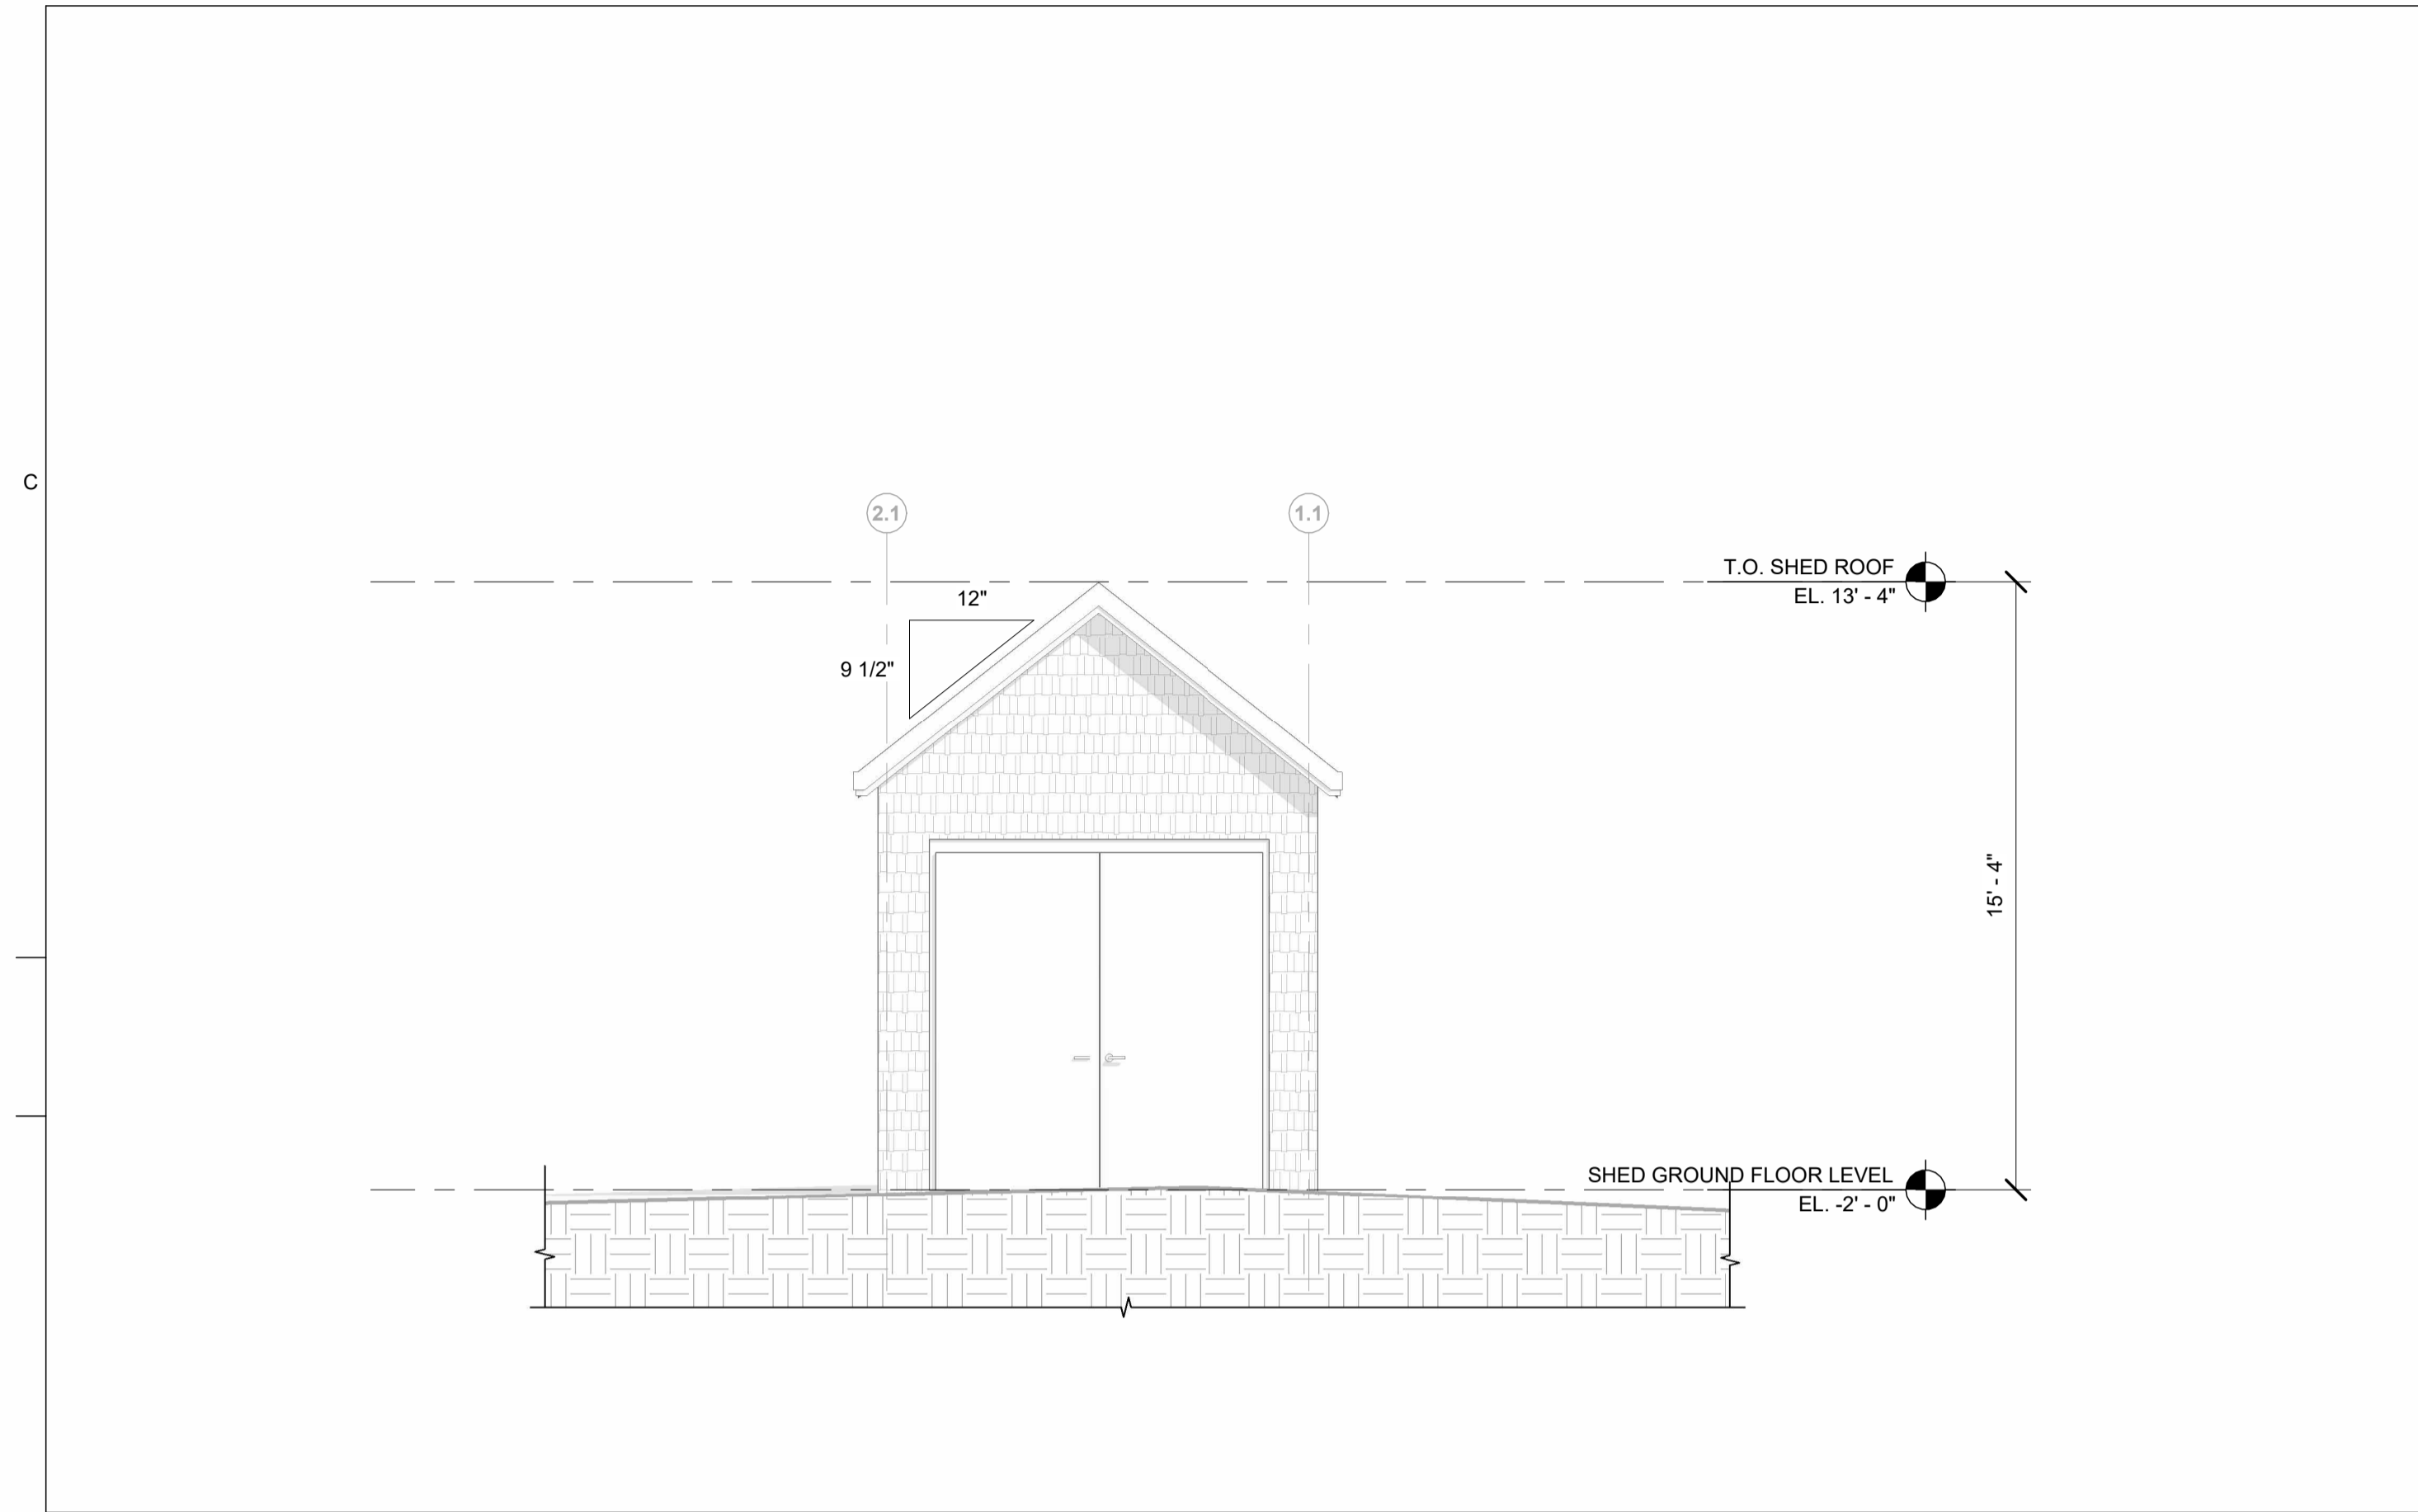 C
2.1
1.1
T.O. SHED ROOF
EL. 13' - 4"
12"
9 1/2"
15' - 4"
SHED GROUND FLOOR LEVEL
EL. -2' - 0"